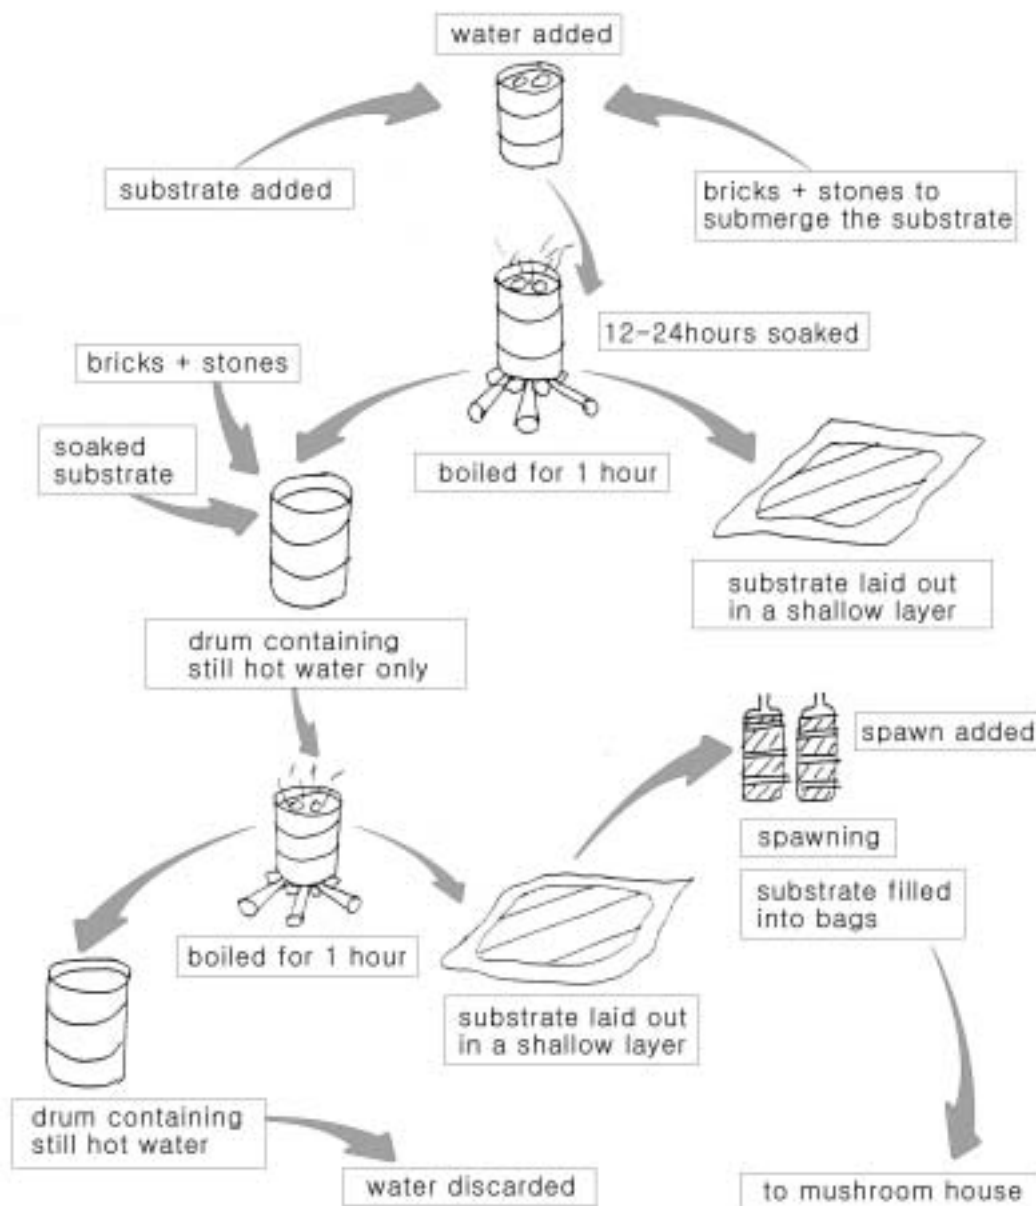 water added
substrate added
bricks + stones to
submerge the substrate
12-24hours soaked
bricks + stones
soaked
substrate
boiled for 1 hour
substrate laid out
in a shallow layer
drum containing
still hot water only
spawn added
spawning
substrate filled
into bags
boiled for 1 hour
substrate laid out
in a shallow layer
drum containing
still hot water
water discarded
to mushroom house